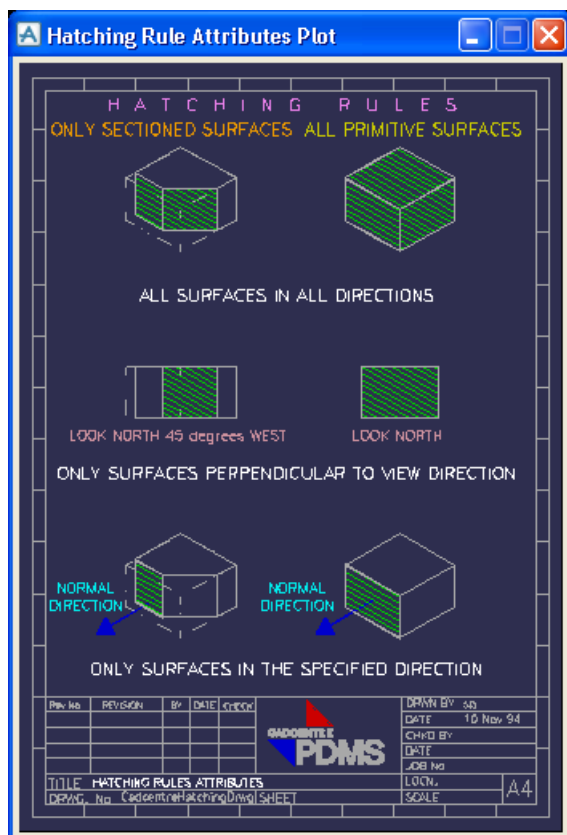 Hatching Rule Attributes Plot
HATCHING RULES
ONLY SECTIONED SURFACES ALL PRIMITIVE SURFACES
ALL SURFACES IN ALL DIRECTIONS
LOOK NORTH 45 degrees WEST LOOK NORTH
ONLY SURFACES PERPENDICULAR TO VIEW DIRECTION
NORMAL DIRECTION
NORMAL DIRECTION
ONLY SURFACES IN THE SPECIFIED DIRECTION
Rev No REVISION BY DATE CHECK
CADCENTRE
PDMS
DRWN BY SD
DATE 10 Nov 94
CHKD BY
DATE
JOB No
TITLE HATCHING RULES ATTRIBUTES
DRWG. No CadcentreHatchingDrwg SHEET
LOCN.
SCALE
A4